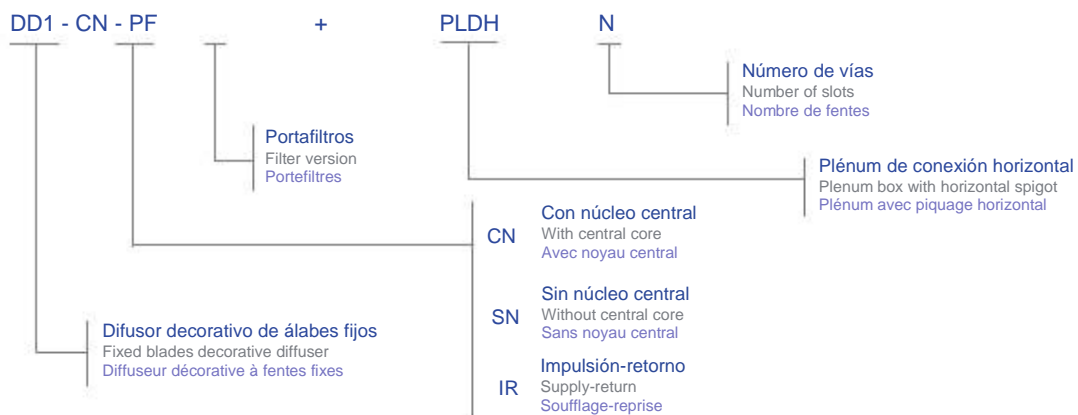 DD1 - CN - PF + PLDH N
Número de vías
Number of slots
Nombre de fentes
Portafiltros
Filter version
Portefiltres
Plénum de conexión horizontal
Plenum box with horizontal spigot
Plénum avec piquage horizontal
CN
Con núcleo central
With central core
Avec noyau central
SN
Sin núcleo central
Without central core
Sans noyau central
Difusor decorativo de álabes fijos
Fixed blades decorative diffuser
Diffuseur décorative à fentes fixes
IR
Impulsión-retorno
Supply-return
Soufflage-reprise